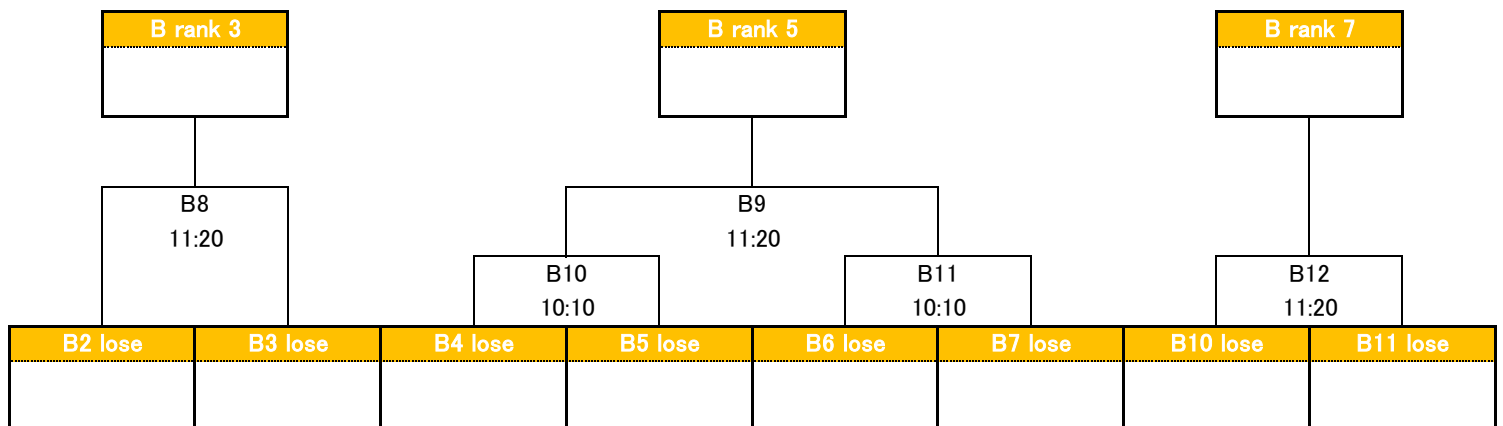 B rank 3
B rank 5
B rank 7
B8
11:20
B9
11:20
B10
10:10
B11
10:10
B12
11:20
B2 lose
B3 lose
B4 lose
B5 lose
B6 lose
B7 lose
B10 lose
B11 lose